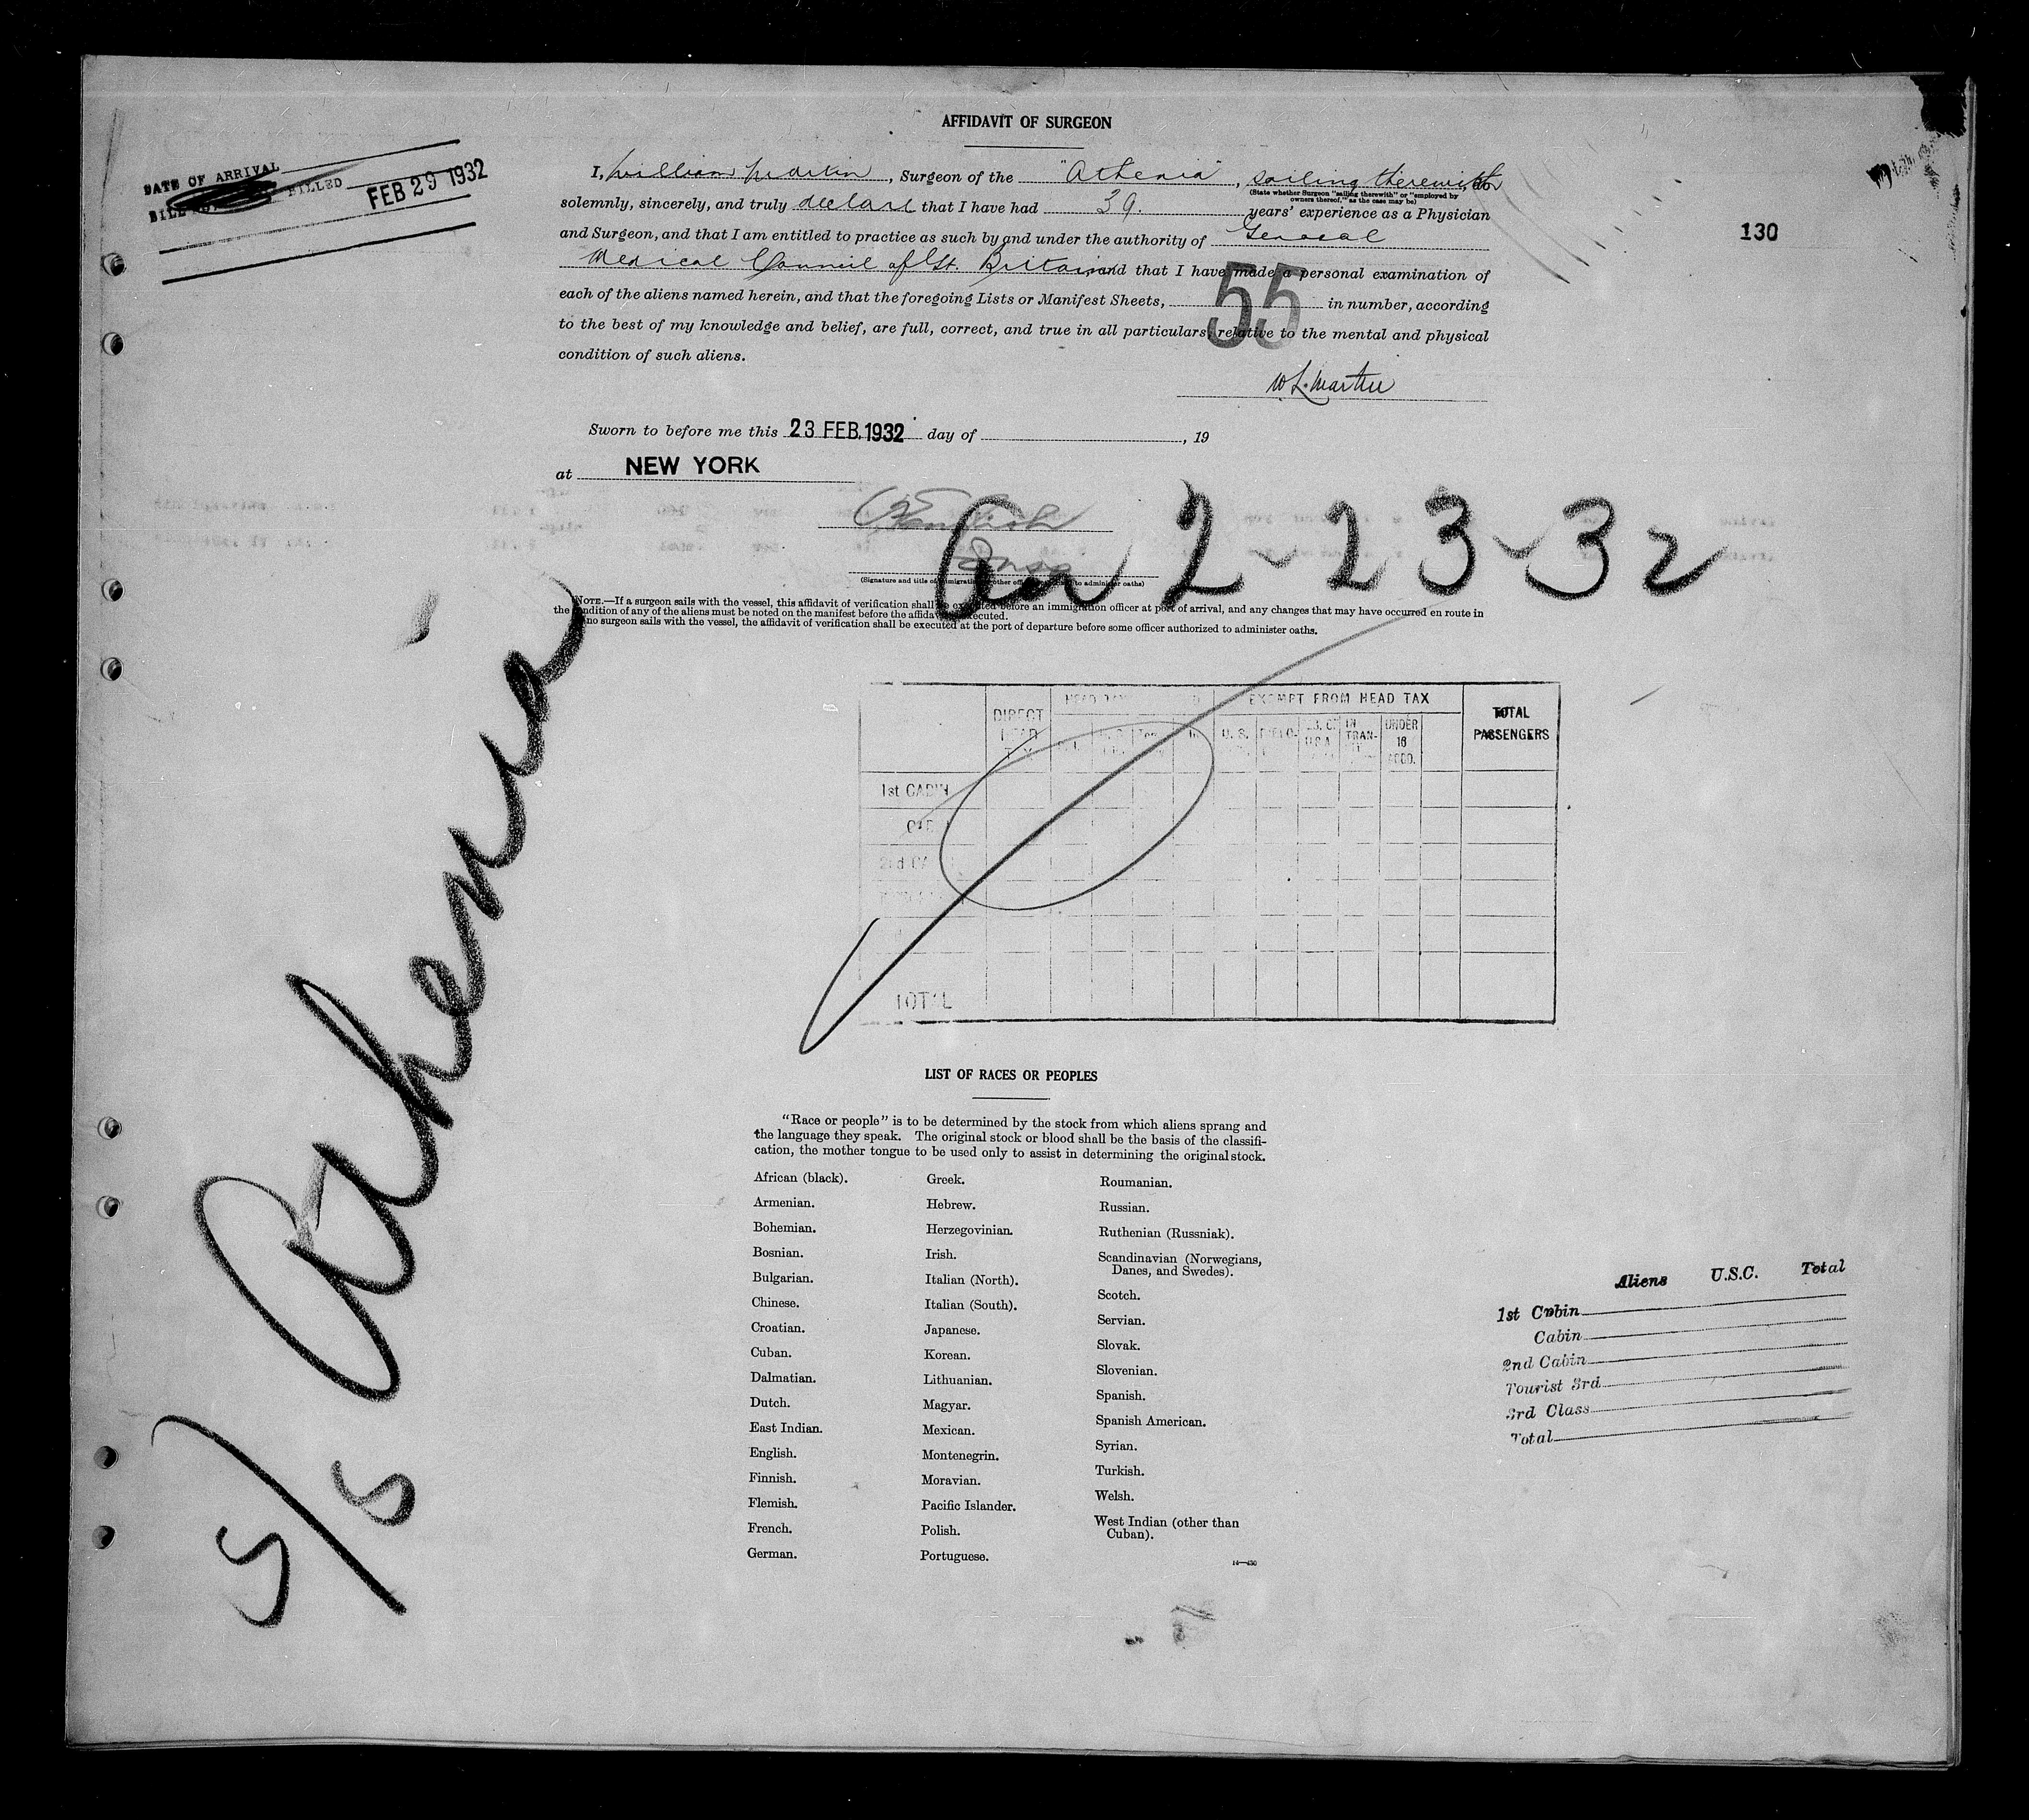 AFFIDAVIT OF SURGEON
DATE OF ARRIVAL
BILLED
FEB 29 1932
130
I, William Martin, Surgeon of the "Athenia", sailing therewith do
(State whether Surgeon "sailing therewith" or "employed by
owners thereof," as the case may be)
solemnly, sincerely, and truly declare that I have had 39. years' experience as a Physician
and Surgeon, and that I am entitled to practice as such by and under the authority of General
Medical Council of Gt. Britain and that I have made a personal examination of
each of the aliens named herein, and that the foregoing Lists or Manifest Sheets, 55 in number, according
to the best of my knowledge and belief, are full, correct, and true in all particulars, relative to the mental and physical
condition of such aliens.
W L. Martin
Sworn to before me this 23 FEB. 1932 day of , 19
at NEW YORK
2-23-32
(Signature and title of immigration or other officer to administer oaths)
NOTE.—If a surgeon sails with the vessel, this affidavit of verification shall be executed before an immigration officer at port of arrival, and any changes that may have occurred en route in
the condition of any of the aliens must be noted on the manifest before the affidavit is executed.
no surgeon sails with the vessel, the affidavit of verification shall be executed at the port of departure before some officer authorized to administer oaths.
S/S Athenia
EXEMPT FROM HEAD TAX
DIRECT HEAD TAX
U. S.
IN TRAN-
UNDER 16
TOTAL PASSENGERS
1st CABIN
CABIN
2nd CA
TOTAL
LIST OF RACES OR PEOPLES
"Race or people" is to be determined by the stock from which aliens sprang and
the language they speak. The original stock or blood shall be the basis of the classifi-
cation, the mother tongue to be used only to assist in determining the original stock.
African (black).
Armenian.
Bohemian.
Bosnian.
Bulgarian.
Chinese.
Croatian.
Cuban.
Dalmatian.
Dutch.
East Indian.
English.
Finnish.
Flemish.
French.
German.
Greek.
Hebrew.
Herzegovinian.
Irish.
Italian (North).
Italian (South).
Japanese.
Korean.
Lithuanian.
Magyar.
Mexican.
Montenegrin.
Moravian.
Pacific Islander.
Polish.
Portuguese.
Roumanian.
Russian.
Ruthenian (Russniak).
Scandinavian (Norwegians,
Danes, and Swedes).
Scotch.
Servian.
Slovak.
Slovenian.
Spanish.
Spanish American.
Syrian.
Turkish.
Welsh.
West Indian (other than
Cuban).
Aliens U.S.C. Total
1st Cabin
Cabin
2nd Cabin
Tourist 3rd
3rd Class
Total